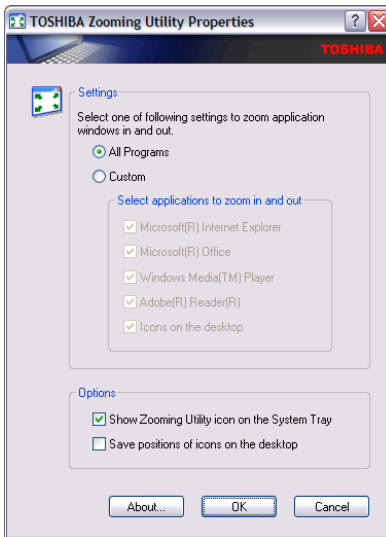 TOSHIBA Zooming Utility Properties
TOSHIBA
Settings
Select one of following settings to zoom application
windows in and out.
All Programs
Custom
Select applications to zoom in and out
Microsoft(R) Internet Explorer
Microsoft(R) Office
Windows Media(TM) Player
Adobe(R) Reader(R)
Icons on the desktop
Options
Show Zooming Utility icon on the System Tray
Save positions of icons on the desktop
About...
OK
Cancel